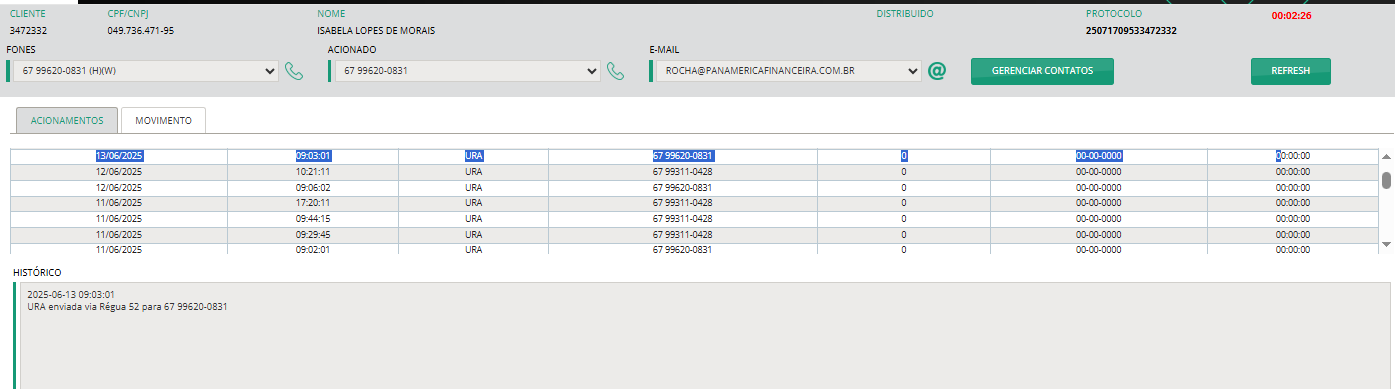 CLIENTE CPF/CNPJ NOME DISTRIBUIDO PROTOCOLO 00:02:26
3472332 049.736.471-95 ISABELA LOPES DE MORAIS 25071709533472332
FONES ACIONADO E-MAIL
67 99620-0831 (H)(W) 67 99620-0831 ROCHA@PANAMERICAFINANCEIRA.COM.BR @ GERENCIAR CONTATOS REFRESH
ACIONAMENTOS MOVIMENTO
13/06/2025 09:03:01 URA 67 99620-0831 0 00-00-0000 00:00:00
12/06/2025 10:21:11 URA 67 99311-0428 0 00-00-0000 00:00:00
12/06/2025 09:06:02 URA 67 99620-0831 0 00-00-0000 00:00:00
11/06/2025 17:20:11 URA 67 99311-0428 0 00-00-0000 00:00:00
11/06/2025 09:44:15 URA 67 99311-0428 0 00-00-0000 00:00:00
11/06/2025 09:29:45 URA 67 99311-0428 0 00-00-0000 00:00:00
11/06/2025 09:02:01 URA 67 99620-0831 0 00-00-0000 00:00:00
HISTÓRICO
2025-06-13 09:03:01
URA enviada via Régua 52 para 67 99620-0831